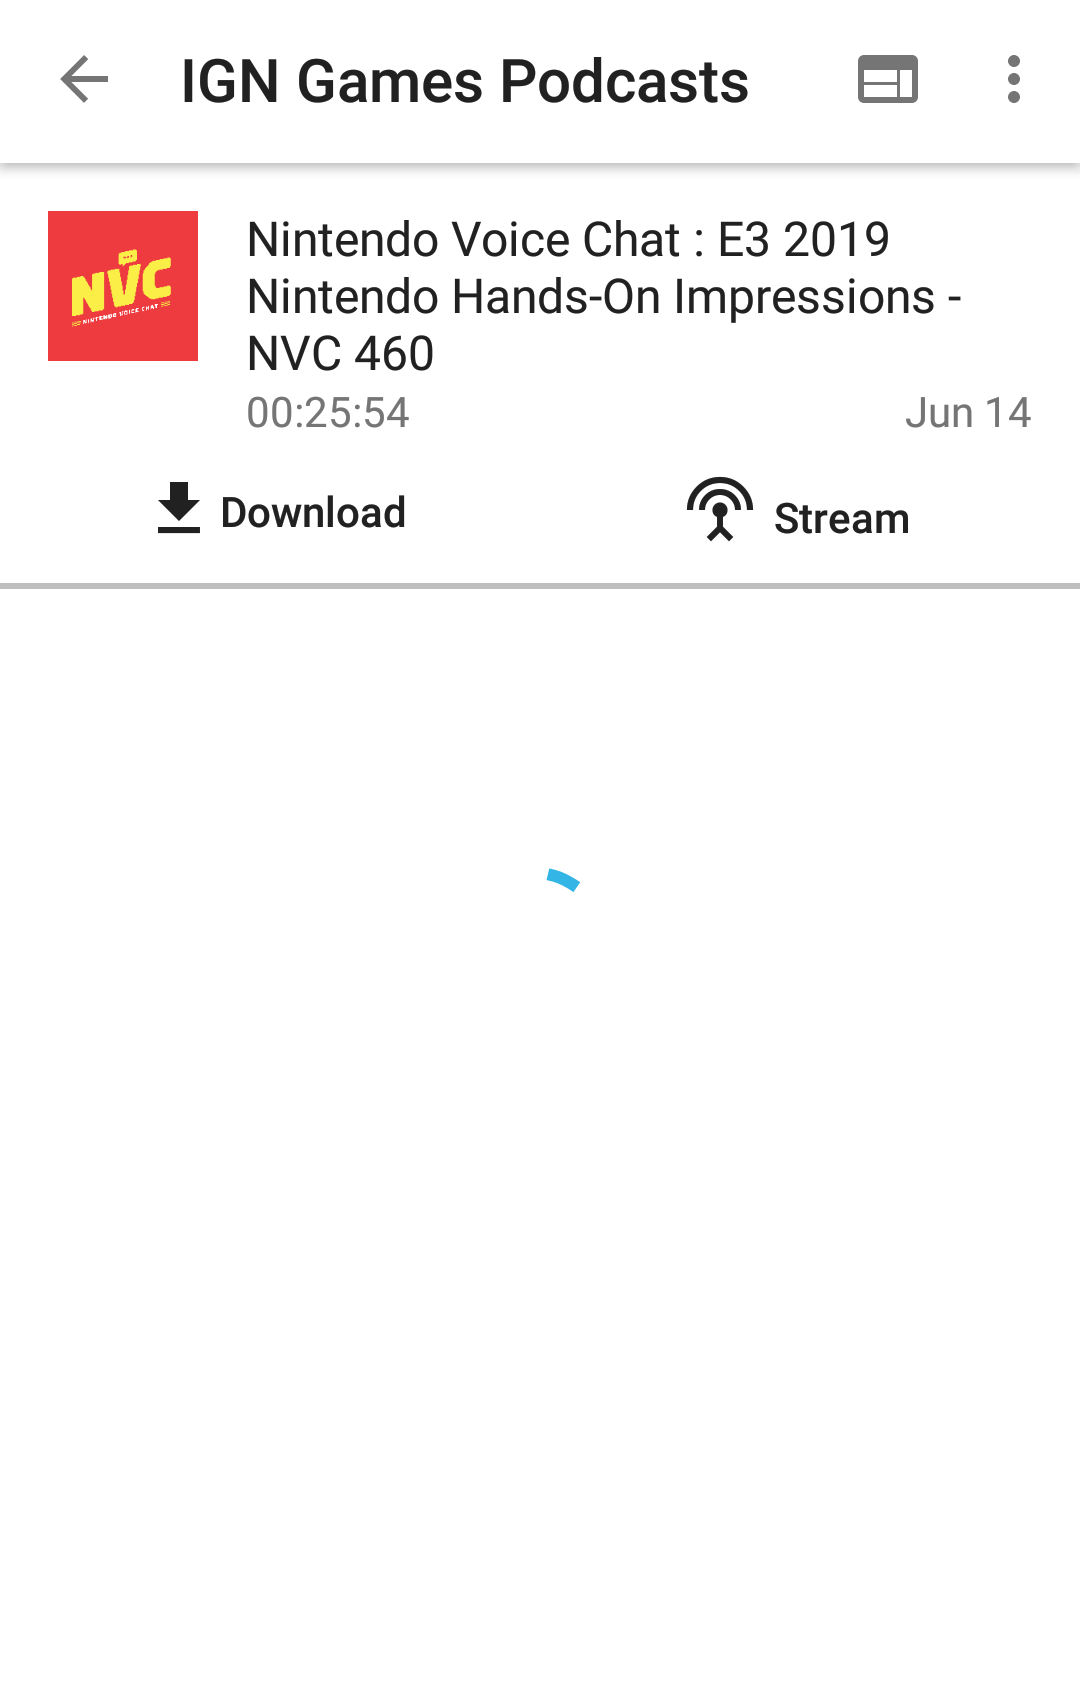 IGN Games Podcasts
NVC
NINTENDO VOICE CHAT
Nintendo Voice Chat : E3 2019
Nintendo Hands-On Impressions -
NVC 460
00:25:54
Jun 14
Download
Stream